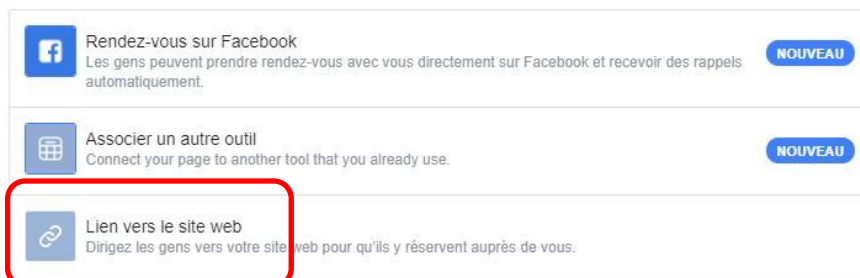 Rendez-vous sur Facebook
Les gens peuvent prendre rendez-vous avec vous directement sur Facebook et recevoir des rappels
automatiquement.
NOUVEAU
Associer un autre outil
Connect your page to another tool that you already use.
NOUVEAU
Lien vers le site web
Dirigez les gens vers votre site web pour qu'ils y réservent auprès de vous.